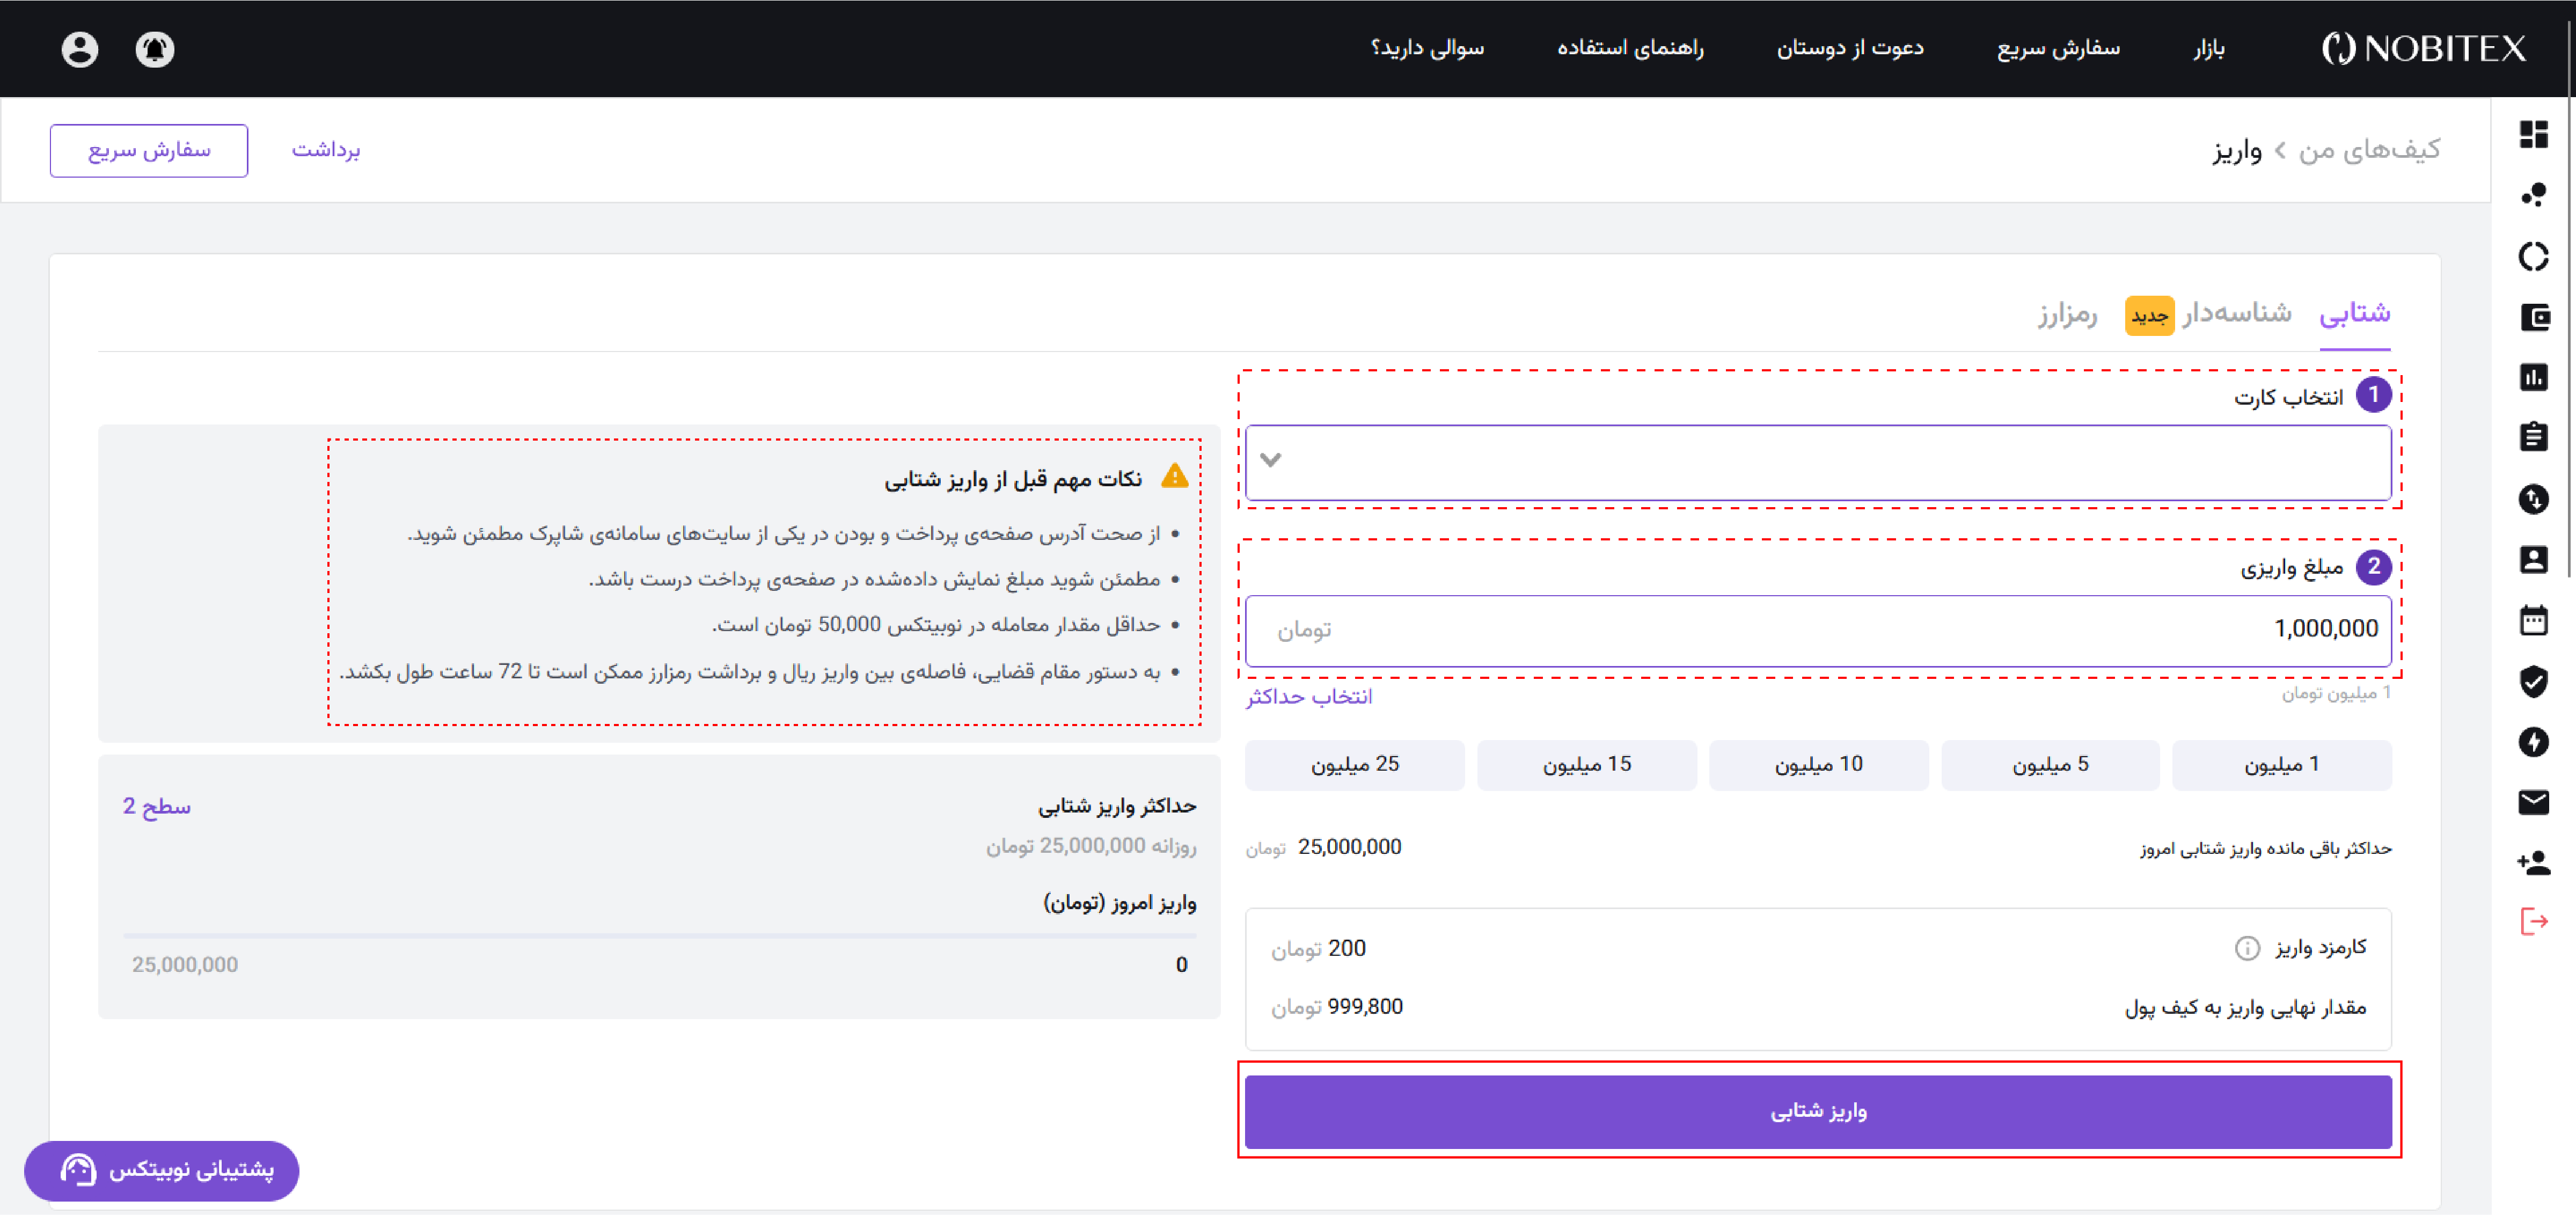 NOBITEX
بازار
سفارش سریع
دعوت از دوستان
راهنمای استفاده
سوالی دارید؟
کیف‌های من › واریز
برداشت
سفارش سریع
شتابی
شناسه‌دار جدید
رمزارز
1 انتخاب کارت
2 مبلغ واریزی
1,000,000 تومان
1 میلیون تومان
انتخاب حداکثر
1 میلیون
5 میلیون
10 میلیون
15 میلیون
25 میلیون
حداکثر باقی مانده واریز شتابی امروز 25,000,000 تومان
کارمزد واریز 200 تومان
مقدار نهایی واریز به کیف پول 999,800 تومان
واریز شتابی
نکات مهم قبل از واریز شتابی
• از صحت آدرس صفحه‌ی پرداخت و بودن در یکی از سایت‌های سامانه‌ی شاپرک مطمئن شوید.
• مطمئن شوید مبلغ نمایش داده‌شده در صفحه‌ی پرداخت درست باشد.
• حداقل مقدار معامله در نوبیتکس 50,000 تومان است.
• به دستور مقام قضایی، فاصله‌ی بین واریز ریال و برداشت رمزارز ممکن است تا 72 ساعت طول بکشد.
حداکثر واریز شتابی
سطح 2
روزانه 25,000,000 تومان
واریز امروز (تومان)
0
25,000,000
پشتیبانی نوبیتکس